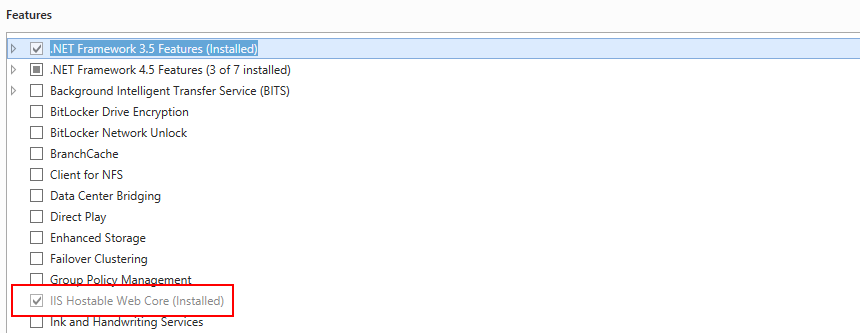 Features
.NET Framework 3.5 Features (Installed)
.NET Framework 4.5 Features (3 of 7 installed)
Background Intelligent Transfer Service (BITS)
BitLocker Drive Encryption
BitLocker Network Unlock
BranchCache
Client for NFS
Data Center Bridging
Direct Play
Enhanced Storage
Failover Clustering
Group Policy Management
IIS Hostable Web Core (Installed)
Ink and Handwriting Services